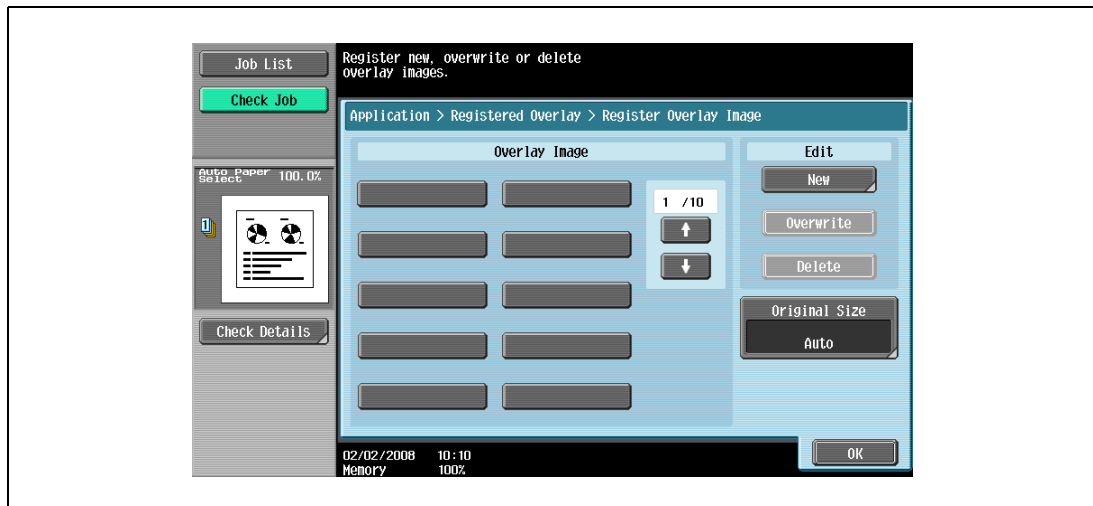 Job List
Check Job
Register new, overwrite or delete
overlay images.
Application > Registered Overlay > Register Overlay Image
Overlay Image
Edit
Auto Paper
Select 100.0%
1
1 /10
New
Overwrite
Delete
Original Size
Auto
Check Details
02/02/2008 10:10
Memory 100%
OK